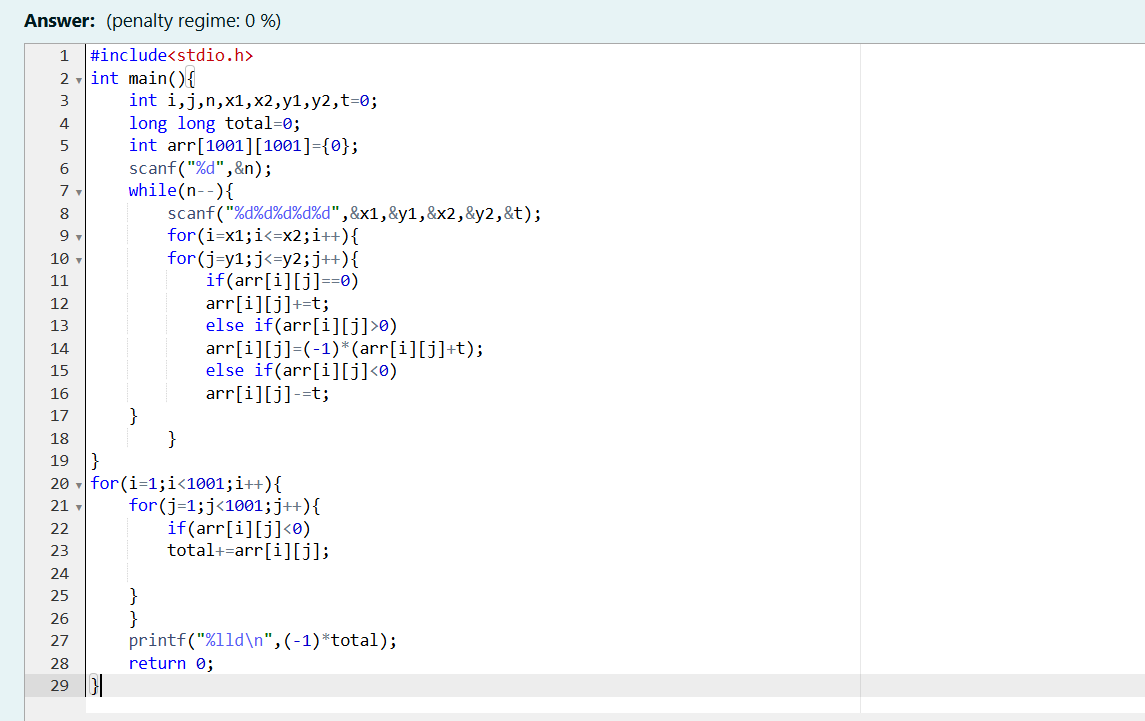 Answer: (penalty regime: 0 %)
1 #include<stdio.h>
2 int main(){
3     int i,j,n,x1,x2,y1,y2,t=0;
4     long long total=0;
5     int arr[1001][1001]={0};
6     scanf("%d",&n);
7     while(n--){
8         scanf("%d%d%d%d%d",&x1,&y1,&x2,&y2,&t);
9         for(i=x1;i<=x2;i++){
10         for(j=y1;j<=y2;j++){
11             if(arr[i][j]==0)
12             arr[i][j]+=t;
13             else if(arr[i][j]>0)
14             arr[i][j]=(-1)*(arr[i][j]+t);
15             else if(arr[i][j]<0)
16             arr[i][j]-=t;
17     }
18         }
19 }
20 for(i=1;i<1001;i++){
21     for(j=1;j<1001;j++){
22         if(arr[i][j]<0)
23         total+=arr[i][j];
24
25     }
26     }
27     printf("%lld\n",(-1)*total);
28     return 0;
29 }